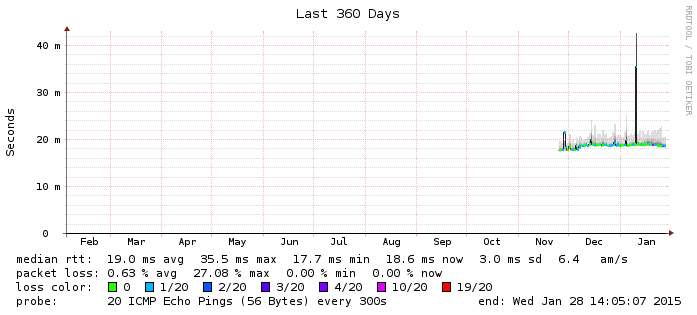 Last 360 Days
RRDTOOL / TOBI OETIKER
Seconds
40 m
30 m
20 m
10 m
0
Feb Mar Apr May Jun Jul Aug Sep Oct Nov Dec Jan
median rtt: 19.0 ms avg 35.5 ms max 17.7 ms min 18.6 ms now 3.0 ms sd 6.4 am/s
packet loss: 0.63 % avg 27.08 % max 0.00 % min 0.00 % now
loss color: 0 1/20 2/20 3/20 4/20 10/20 19/20
probe: 20 ICMP Echo Pings (56 Bytes) every 300s end: Wed Jan 28 14:05:07 2015